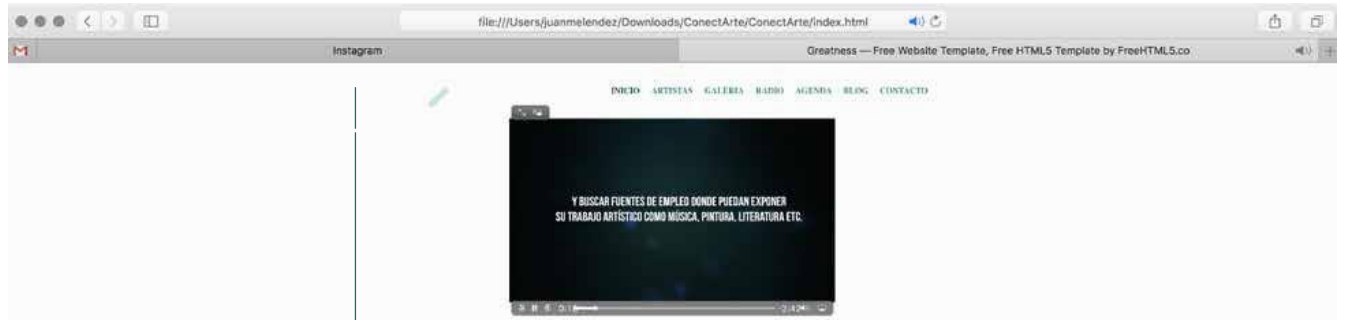 file:///Users/juanmelendez/Downloads/ConectArte/ConectArte/index.html
Instagram
Greatness — Free Website Template, Free HTML5 Template by FreeHTML5.co
INICIO ARTISTAS GALERIA RADIO AGENDA BLOG CONTACTO
Y BUSCAR FUENTES DE EMPLEO DONDE PUEDAN EXPONER
SU TRABAJO ARTÍSTICO COMO MÚSICA, PINTURA, LITERATURA ETC.